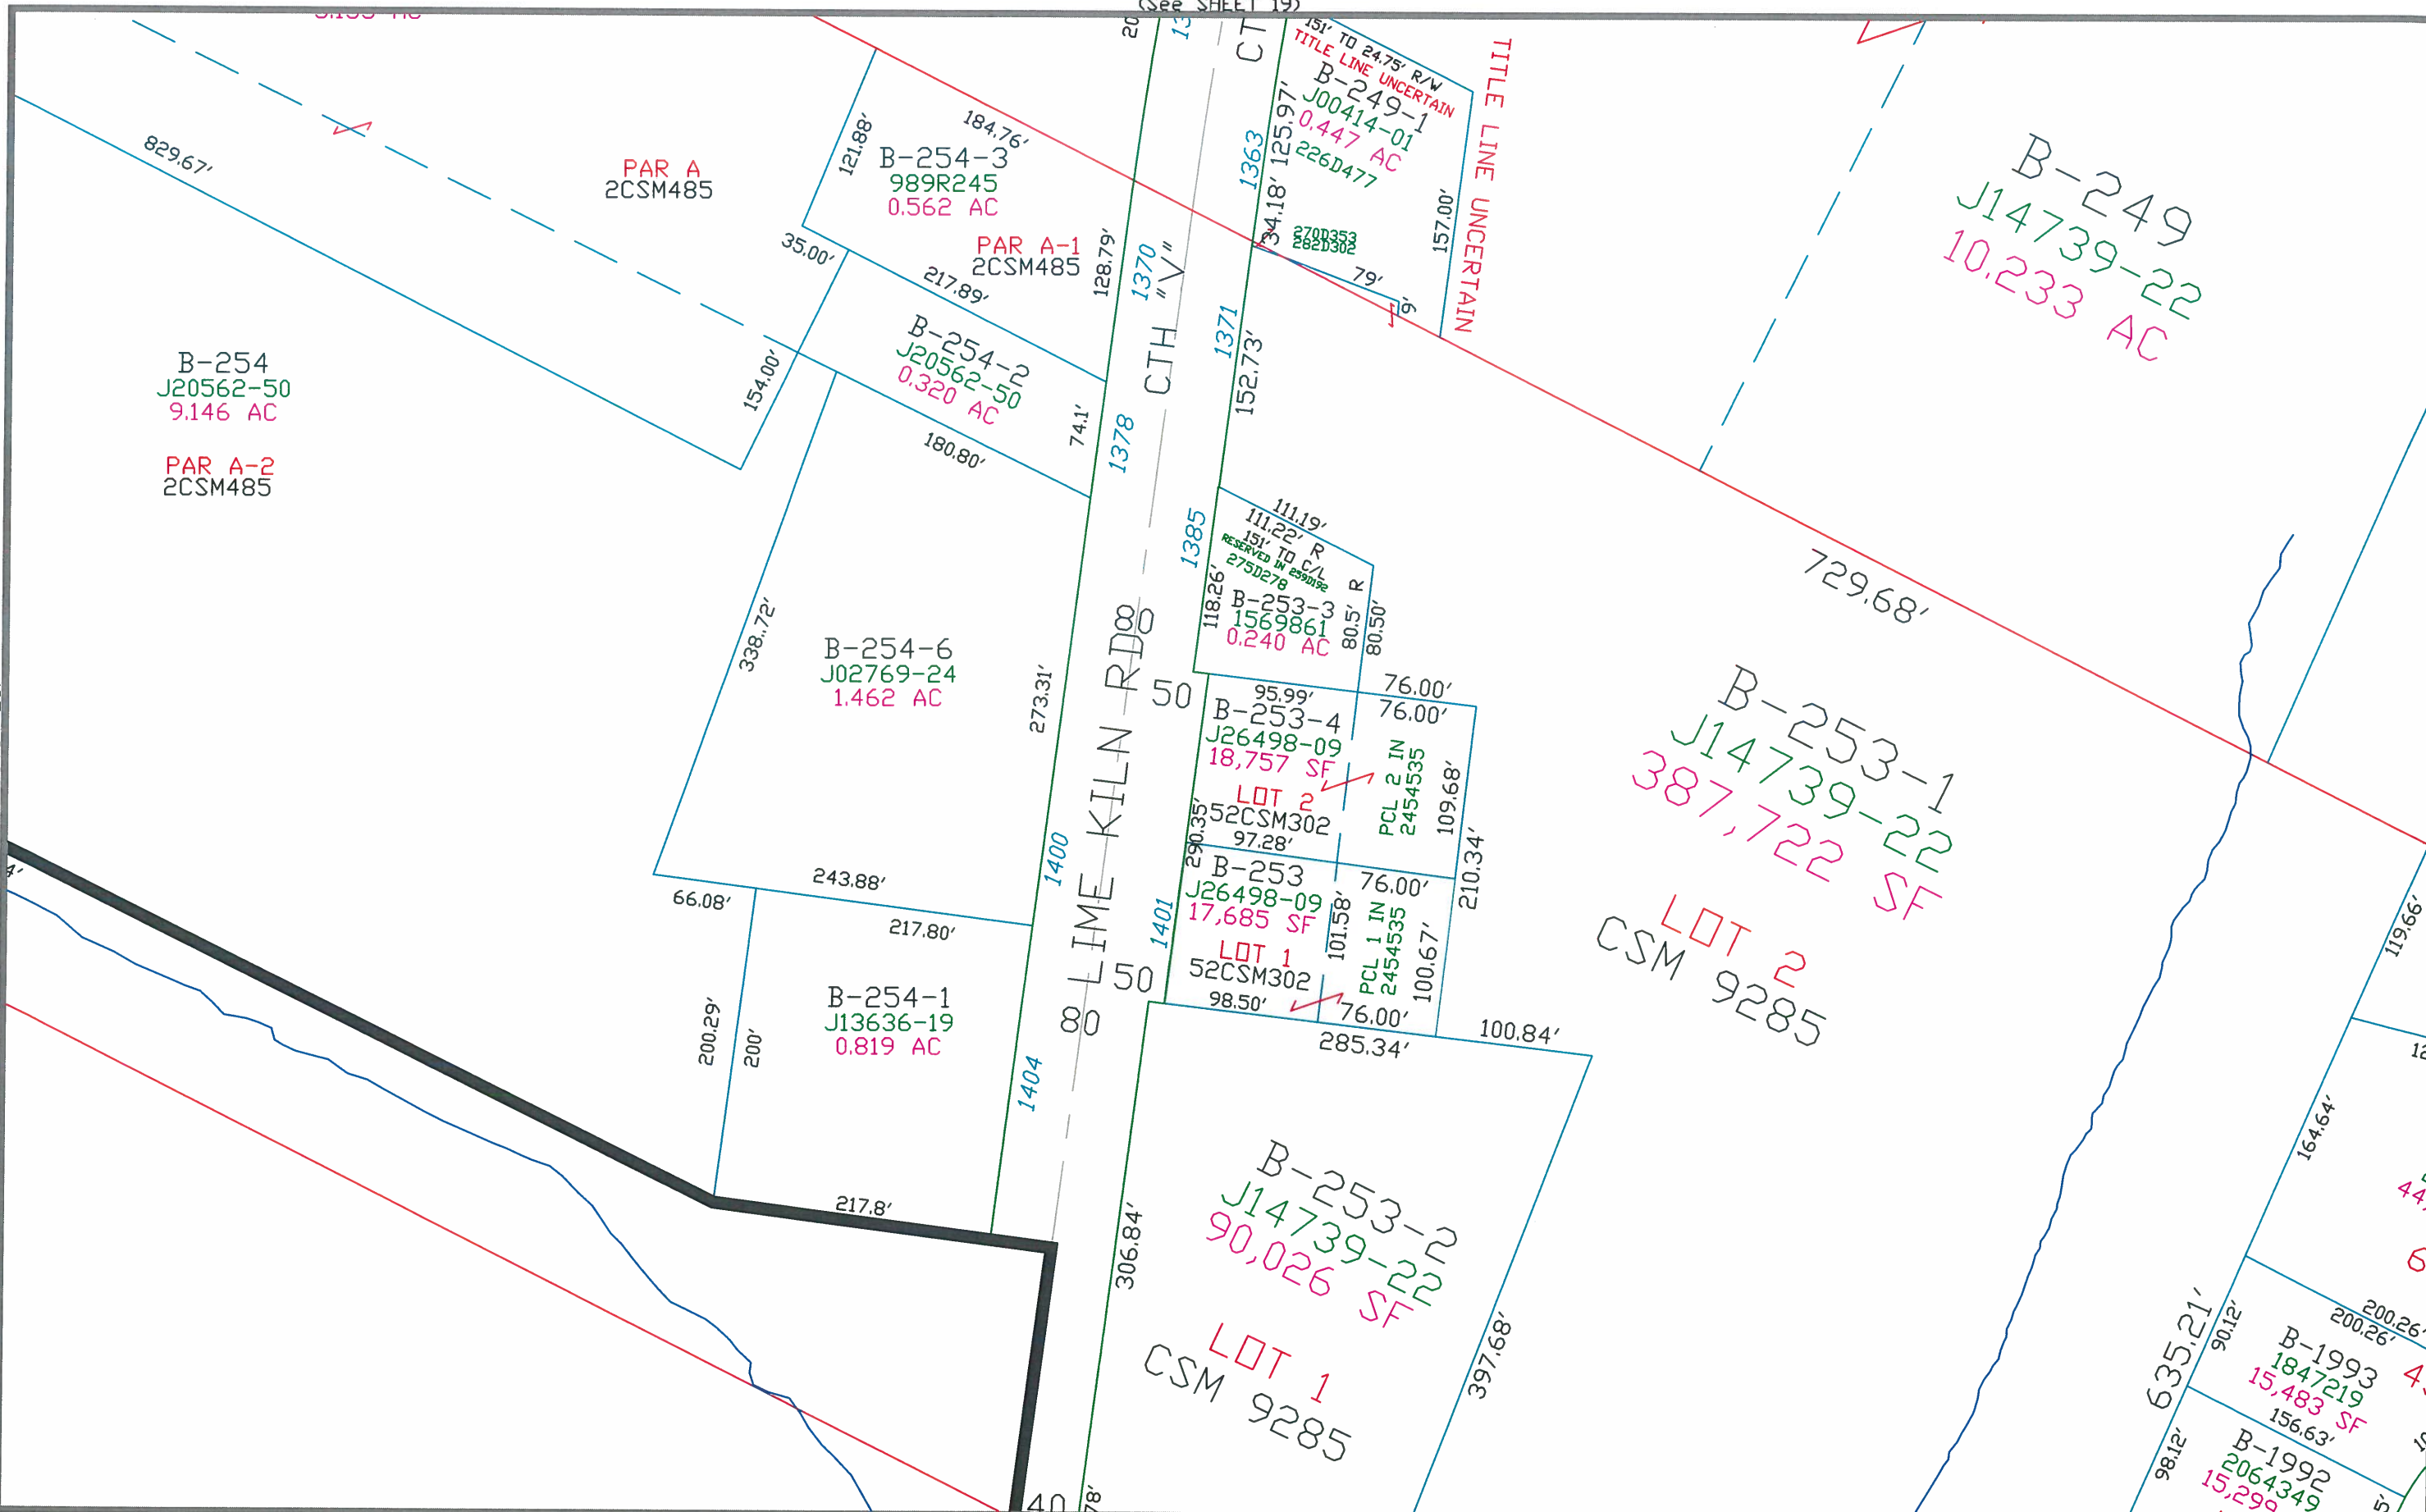 (See SHEET 19)
829.67'
PAR A
2CSM485
B-254
J20562-50
9.146 AC
PAR A-2
2CSM485
121.88'
184.76'
B-254-3
989R245
0.562 AC
PAR A-1
2CSM485
35.00'
217.89'
128.79'
154.00'
B-254-2
J20562-50
0.320 AC
74.1'
180.80'
338..72'
B-254-6
J02769-24
1.462 AC
273.31'
243.88'
66.08'
217.80'
200.29'
200'
B-254-1
J13636-19
0.819 AC
217.8'
CT
1370
CTH "V"
1378
80
LIME KILN RD
50
1400
50
80
1404
40
151' TO 24.75' R/W
TITLE LINE UNCERTAIN
B-249-1
J00414-01
0.447 AC
226D477
125.97'
1363
34.18'
270D353
282D302
79'
9'
157.00'
TITLE LINE UNCERTAIN
1371
152.73'
B-249
J14739-22
10.233 AC
729.68'
1385
111.19'
111.22' R
151' TO C/L
RESERVED IN 259D192
275D278
118.26'
B-253-3
1569861
0.240 AC
80.5' R
80.50'
76.00'
95.99'
76.00'
B-253-4
J26498-09
18,757 SF
LOT 2
52CSM302
97.28'
PCL 2 IN
2454535
109.68'
290.35'
210.34'
B-253
J26498-09
17,685 SF
LOT 1
52CSM302
98.50'
1401
76.00'
101.58'
PCL 1 IN
2454535
100.67'
76.00'
100.84'
285.34'
B-253-1
J14739-22
387,722 SF
LOT 2
CSM 9285
B-253-2
J14739-22
90,026 SF
LOT 1
CSM 9285
306.84'
397.68'
78'
119.66'
164.64'
635.21'
90.12'
200.26'
200.26'
B-1993
1847219
15,483 SF
156.63'
98.12'
B-1992
2064349
15,299